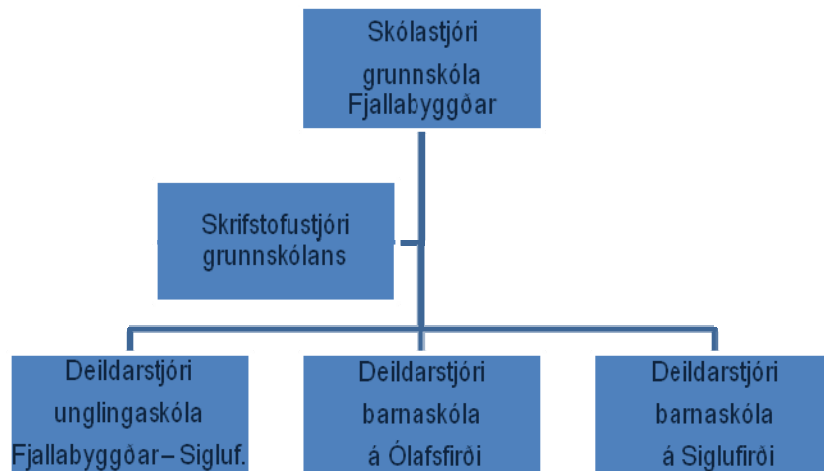 Skólastjóri
grunnskóla
Fjallabyggðar
Skrifstofustjóri
grunnskólans
Deildarstjóri
unglingaskóla
Fjallabyggðar – Sigluf.
Deildarstjóri
barnaskóla
á Ólafsfirði
Deildarstjóri
barnaskóla
á Siglufirði